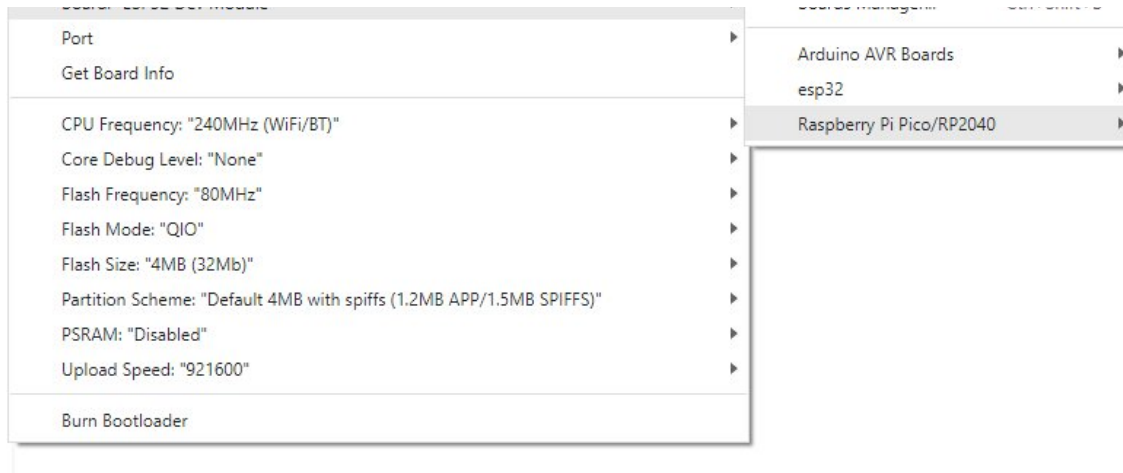 Port
Get Board Info
CPU Frequency: "240MHz (WiFi/BT)"
Core Debug Level: "None"
Flash Frequency: "80MHz"
Flash Mode: "QIO"
Flash Size: "4MB (32Mb)"
Partition Scheme: "Default 4MB with spiffs (1.2MB APP/1.5MB SPIFFS)"
PSRAM: "Disabled"
Upload Speed: "921600"
Burn Bootloader
Arduino AVR Boards
esp32
Raspberry Pi Pico/RP2040